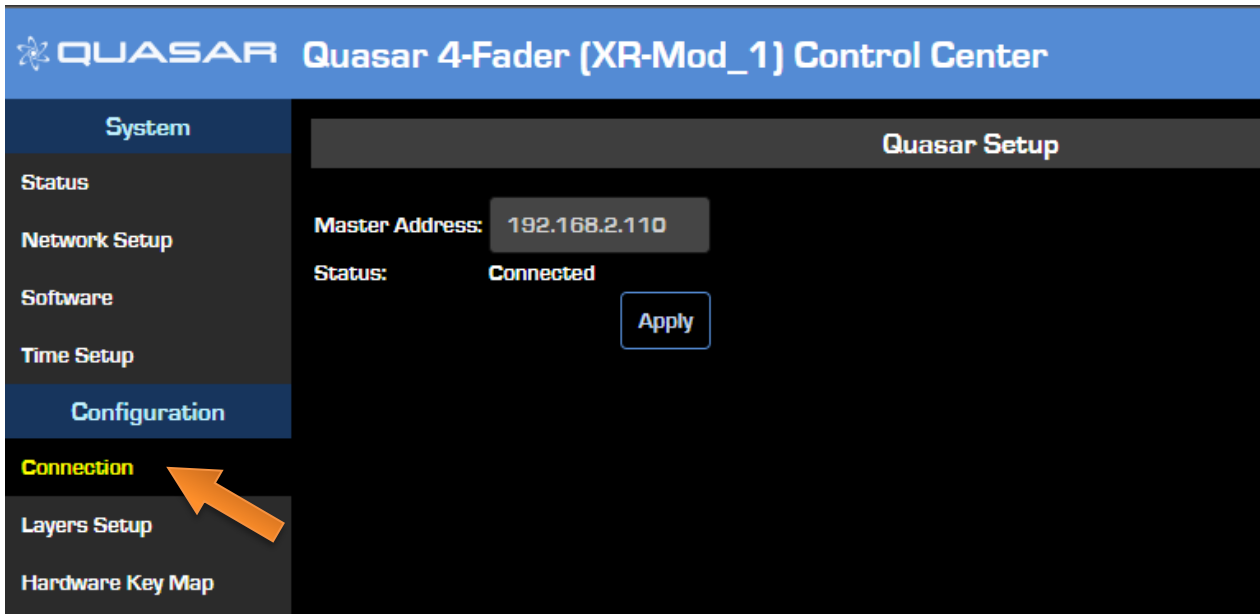 QUASAR Quasar 4-Fader (XR-Mod_1) Control Center
System
Status
Network Setup
Software
Time Setup
Configuration
Connection
Layers Setup
Hardware Key Map
Quasar Setup
Master Address: 192.168.2.110
Status: Connected
Apply